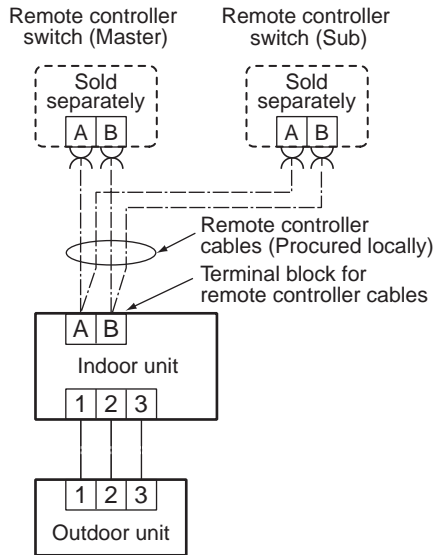 Remote controller
switch (Master)
Remote controller
switch (Sub)
Sold
separately
Sold
separately
A B
A B
Remote controller
cables (Procured locally)
Terminal block for
remote controller cables
A B
Indoor unit
1 2 3
1 2 3
Outdoor unit